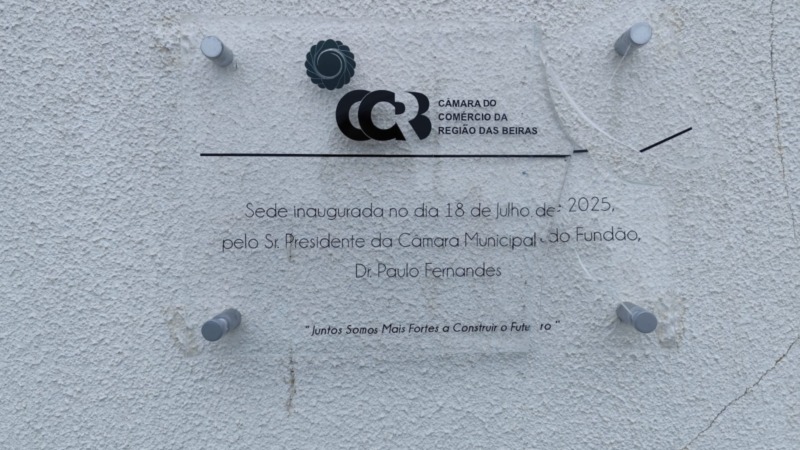 CCRB
CÂMARA DO
COMÉRCIO DA
REGIÃO DAS BEIRAS
Sede inaugurada no dia 18 de Julho de 2025,
pelo Sr. Presidente da Câmara Municipal do Fundão,
Dr. Paulo Fernandes
"Juntos Somos Mais Fortes a Construir o Futuro"